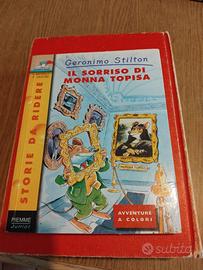 Geronimo Stilton
IL SORRISO DI
MONNA TOPISA
STORIE DA RIDERE
AVVENTURE
A COLORI
PIEMME
Junior
subito